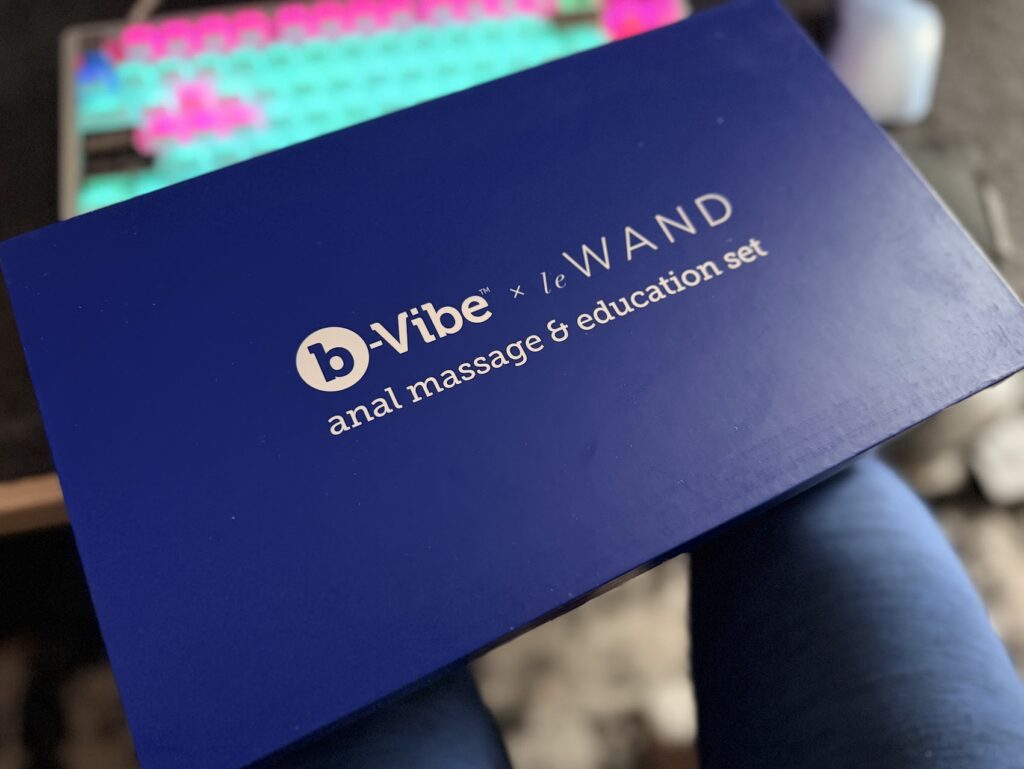 b-Vibe™ × le WAND
anal massage & education set